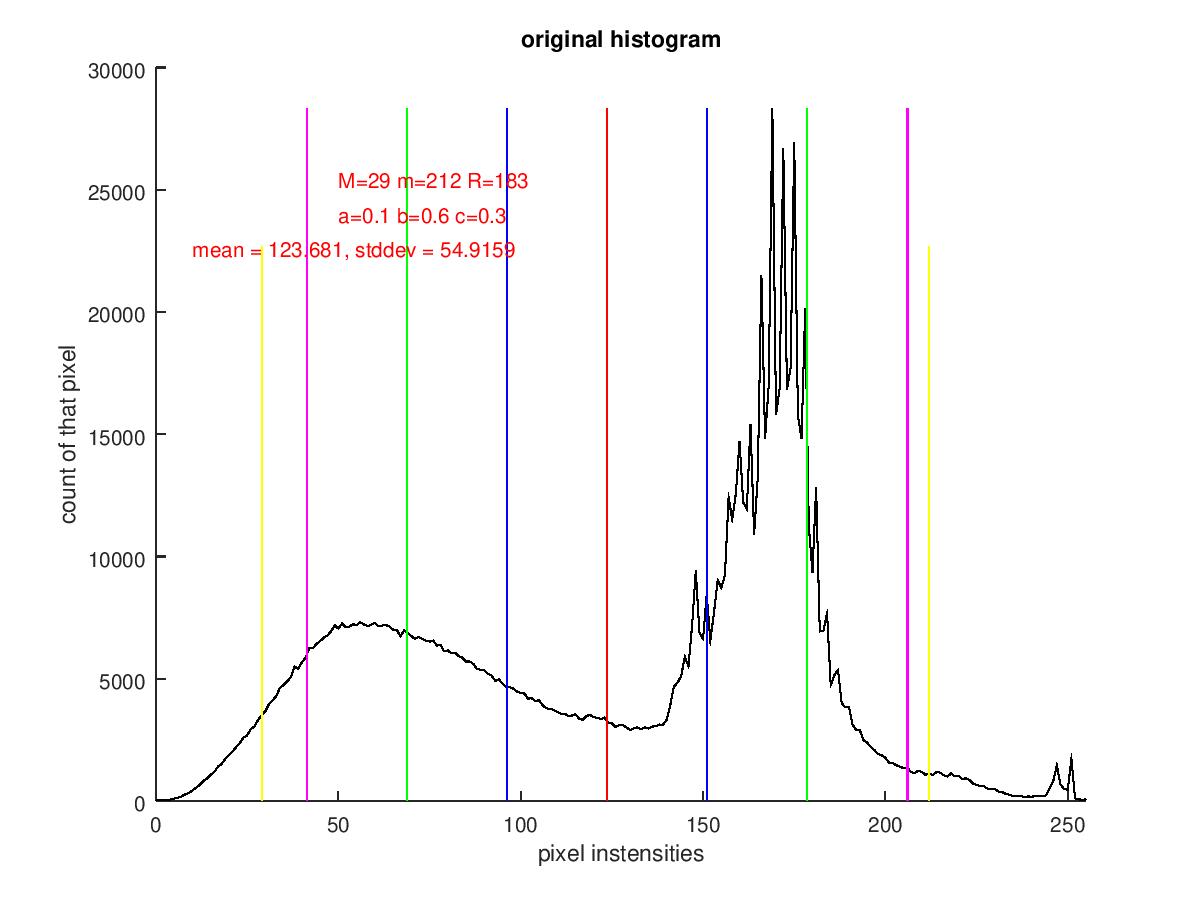 original histogram
30000
25000
20000
15000
10000
5000
0
count of that pixel
M=29 m=212 R=183
a=0.1 b=0.6 c=0.3
mean = 123.681, stddev = 54.9159
0 50 100 150 200 250
pixel instensities